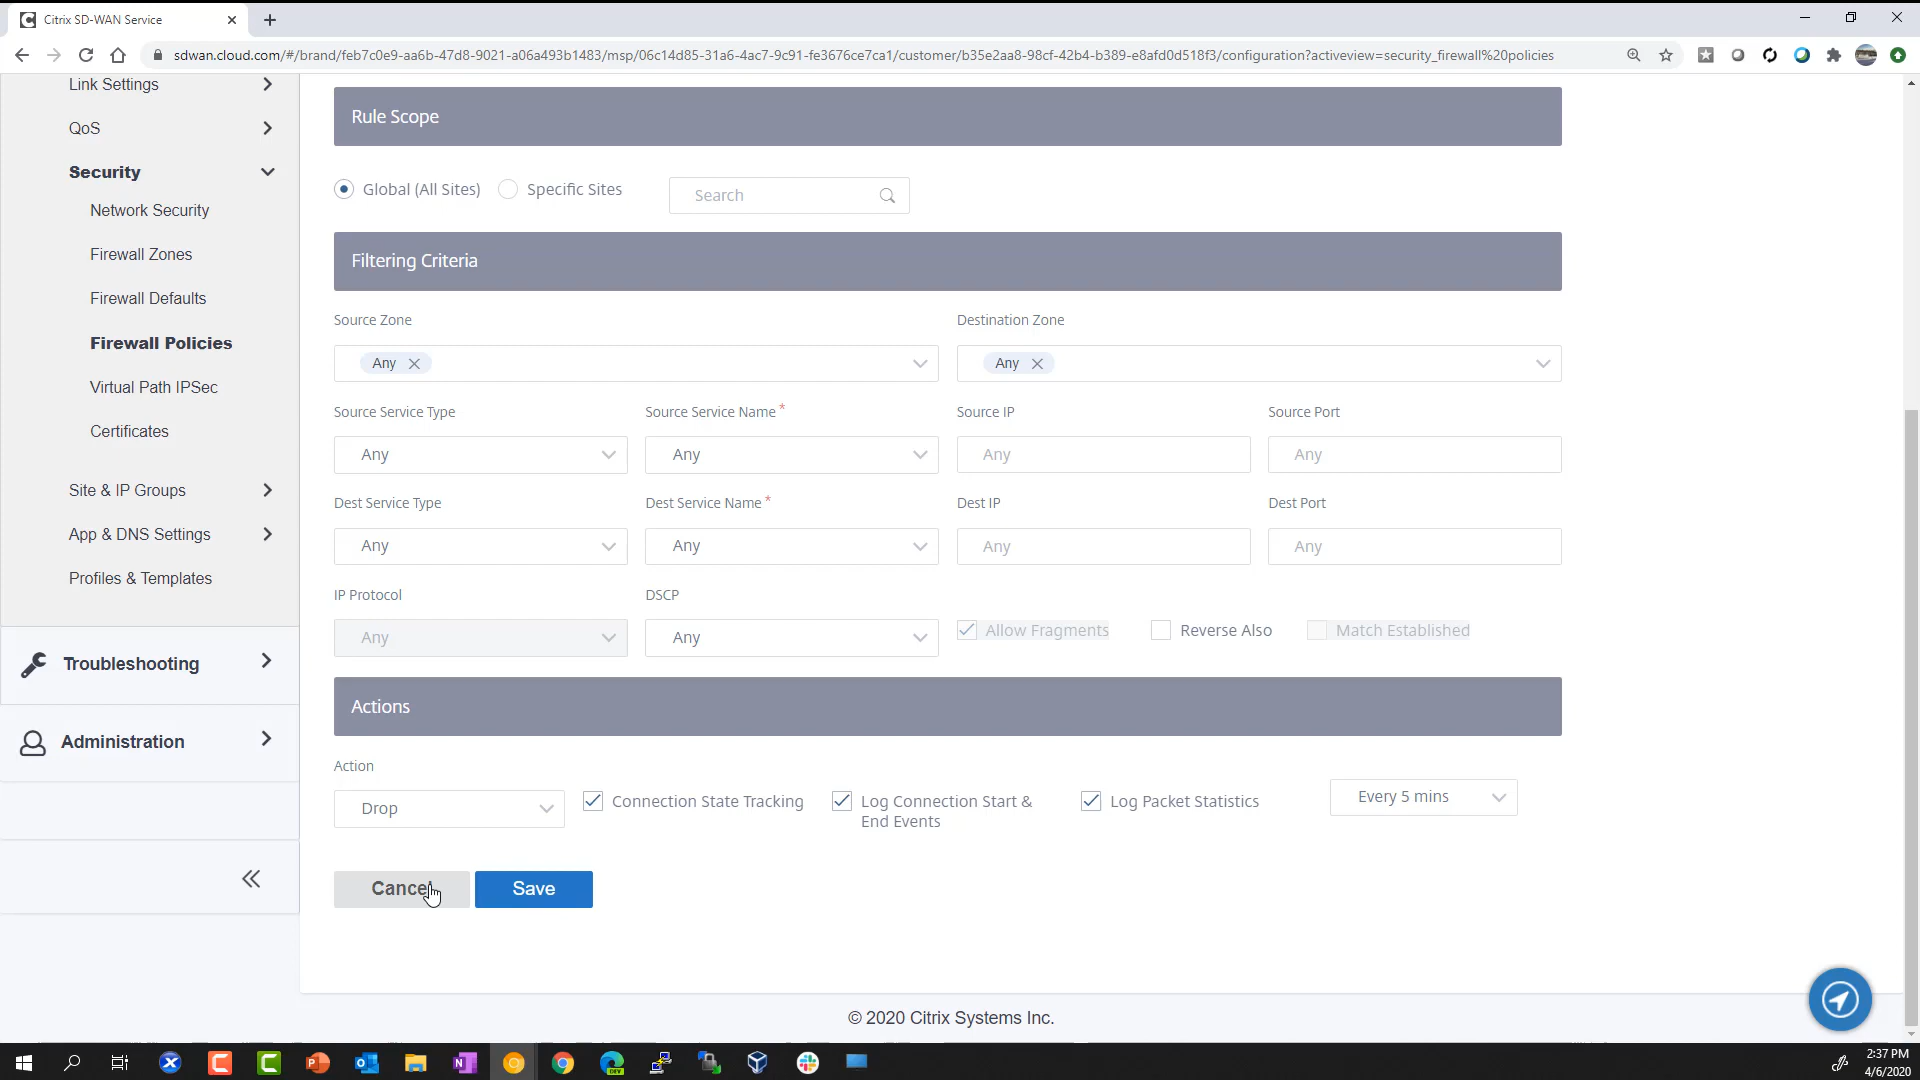 Citrix SD-WAN Service
sdwan.cloud.com/#/brand/feb7c0e9-aa6b-47d8-9021-a06a493b1483/msp/06c14d85-31a6-4ac7-9c91-fe3676ce7ca1/customer/b35e2aa8-98cf-42b4-b389-e8afd0d518f3/configuration?activeview=security_firewall%20policies
Link Settings
QoS
Security
Network Security
Firewall Zones
Firewall Defaults
Firewall Policies
Virtual Path IPSec
Certificates
Site & IP Groups
App & DNS Settings
Profiles & Templates
Troubleshooting
Administration
Rule Scope
Global (All Sites) Specific Sites Search
Filtering Criteria
Source Zone Destination Zone
Any Any
Source Service Type Source Service Name * Source IP Source Port
Any Any Any Any
Dest Service Type Dest Service Name * Dest IP Dest Port
Any Any Any Any
IP Protocol DSCP
Any Any Allow Fragments Reverse Also Match Established
Actions
Action
Drop Connection State Tracking Log Connection Start & Log Packet Statistics Every 5 mins
End Events
Cancel Save
© 2020 Citrix Systems Inc.
2:37 PM
4/6/2020